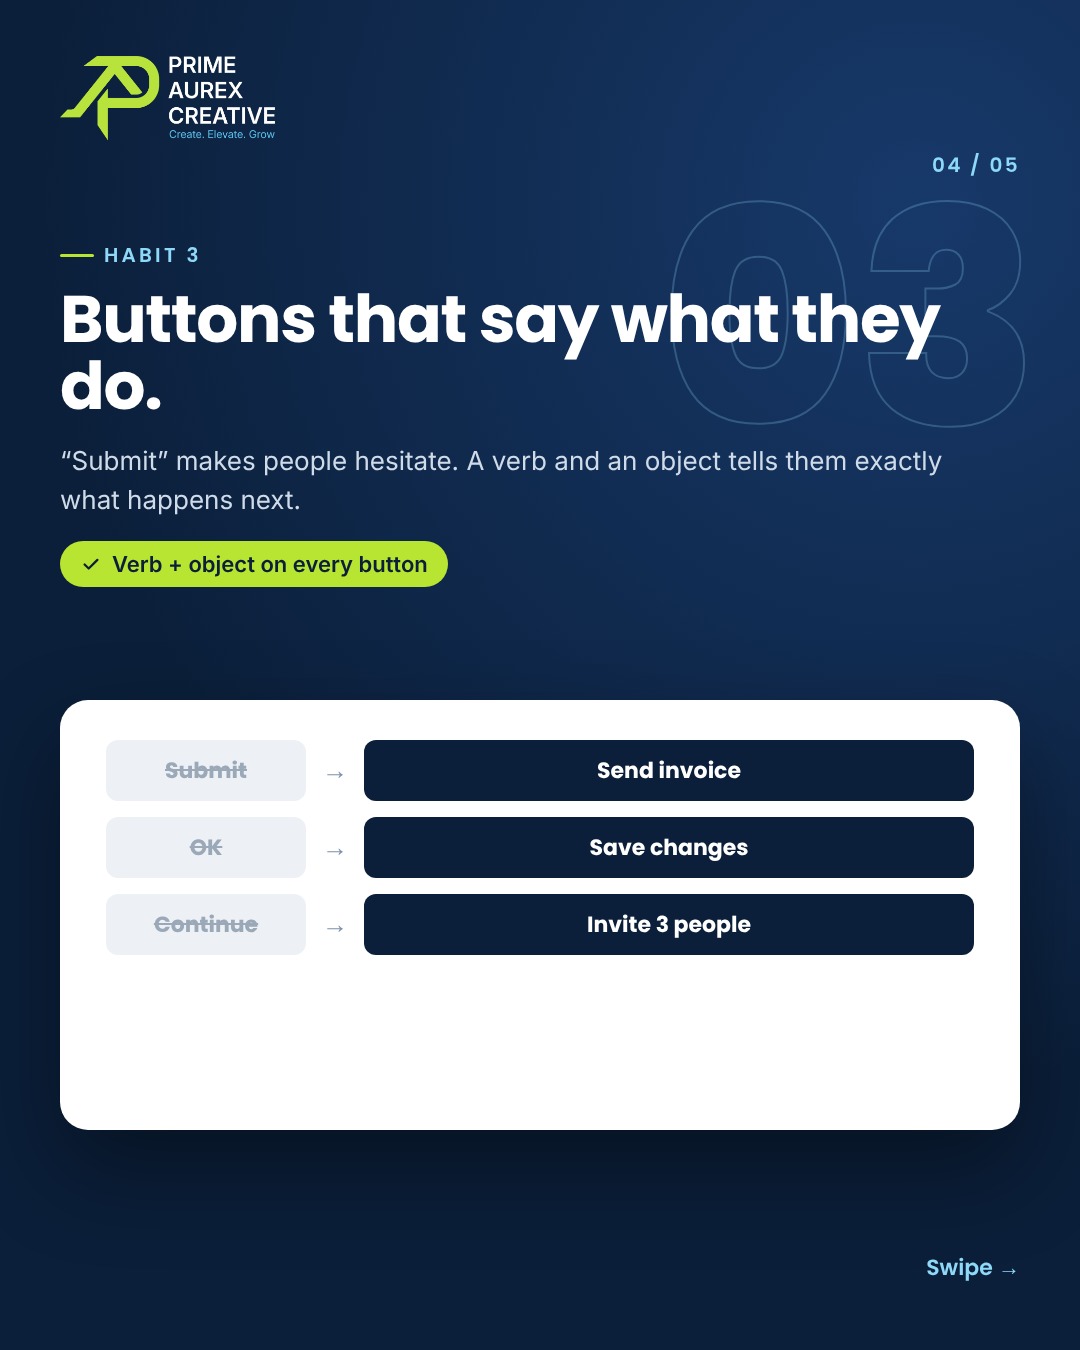 PRIME
AUREX
CREATIVE
Create. Elevate. Grow
04 / 05
03
HABIT 3
Buttons that say what they
do.
“Submit” makes people hesitate. A verb and an object tells them exactly
what happens next.
✓ Verb + object on every button
Submit → Send invoice
OK → Save changes
Continue → Invite 3 people
Swipe →